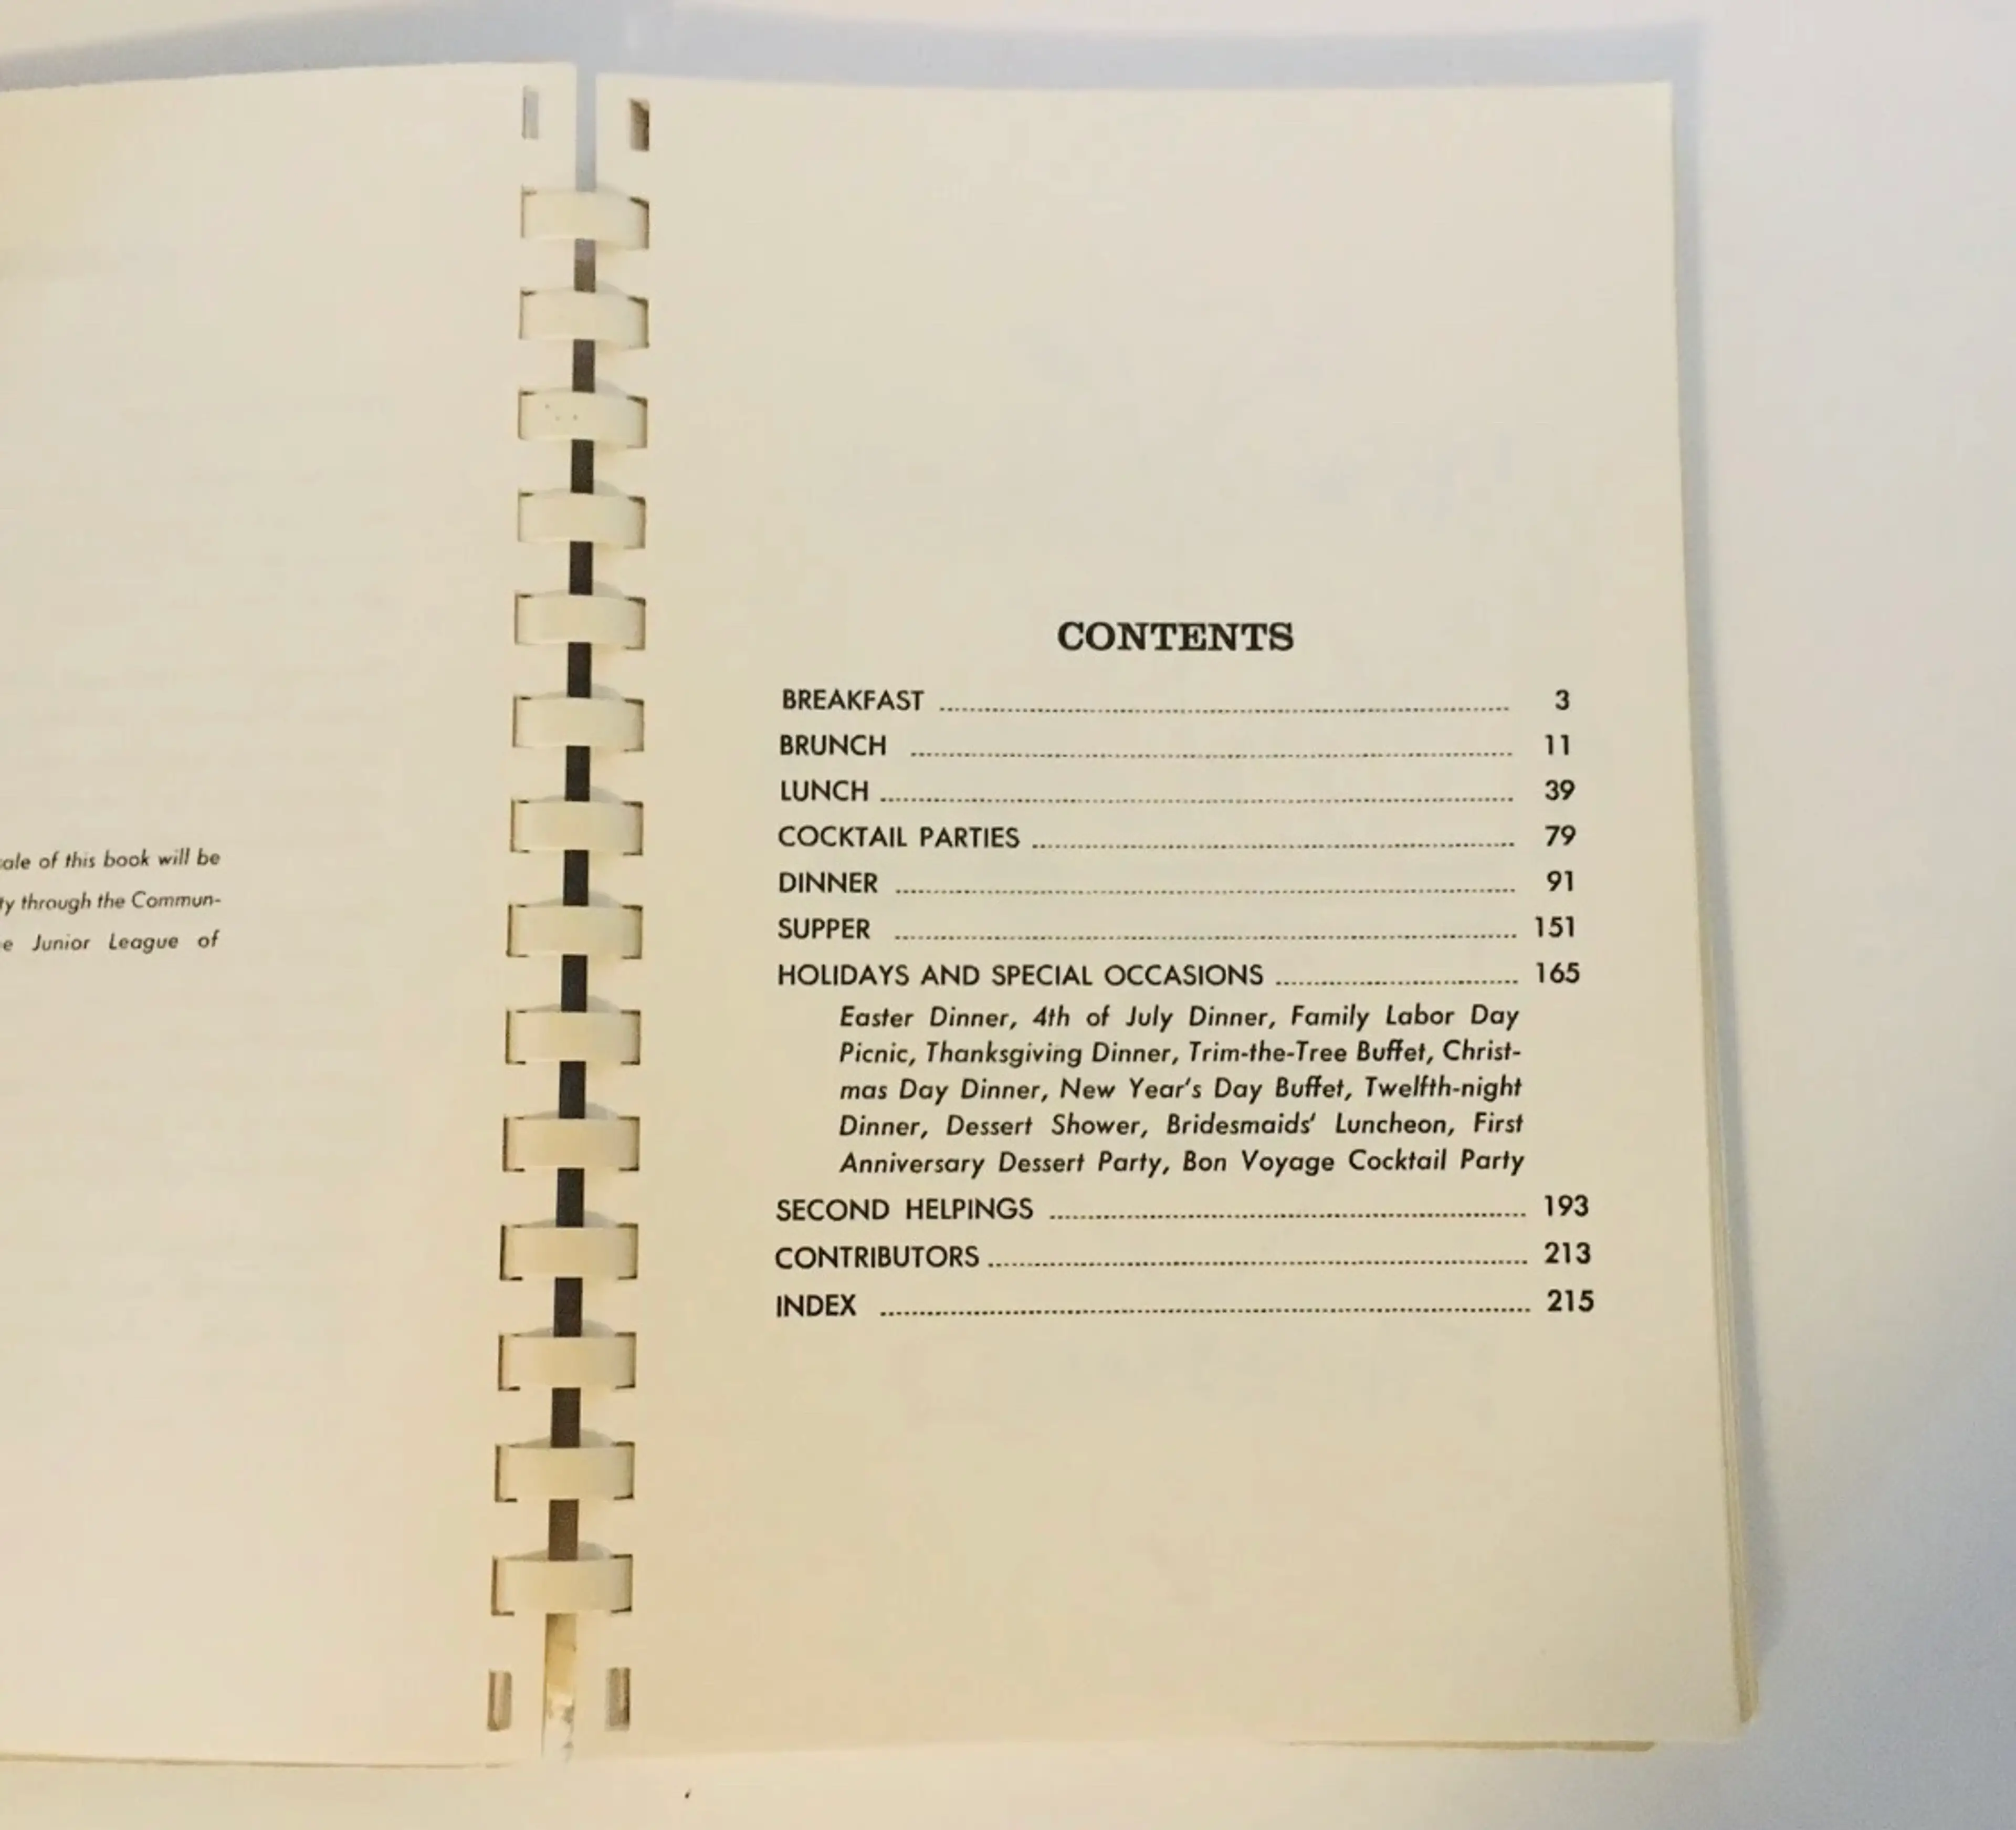 ale of this book will be
ty through the Commun-
e Junior League of
CONTENTS
BREAKFAST ........ 3
BRUNCH ........ 11
LUNCH ........ 39
COCKTAIL PARTIES ........ 79
DINNER ........ 91
SUPPER ........ 151
HOLIDAYS AND SPECIAL OCCASIONS ........ 165
Easter Dinner, 4th of July Dinner, Family Labor Day
Picnic, Thanksgiving Dinner, Trim-the-Tree Buffet, Christ-
mas Day Dinner, New Year's Day Buffet, Twelfth-night
Dinner, Dessert Shower, Bridesmaids' Luncheon, First
Anniversary Dessert Party, Bon Voyage Cocktail Party
SECOND HELPINGS ........ 193
CONTRIBUTORS ........ 213
INDEX ........ 215